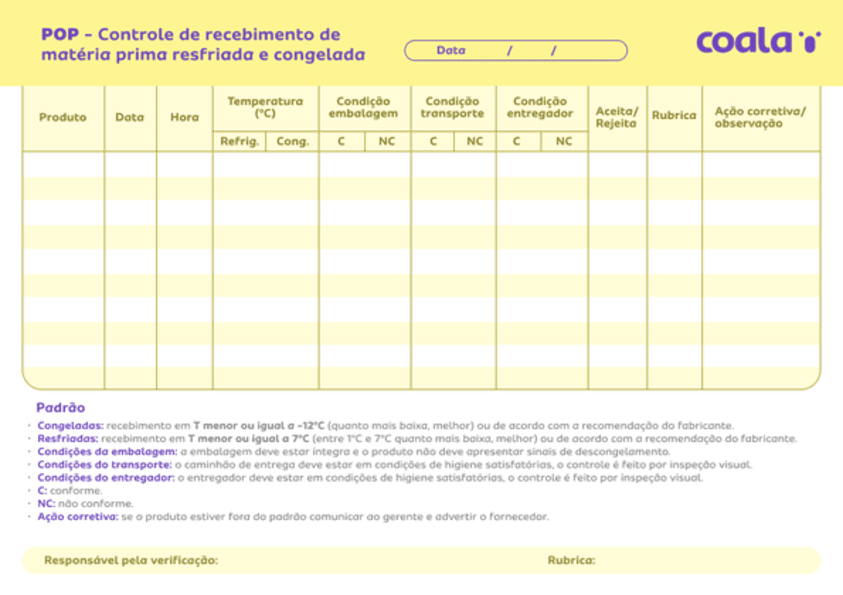 POP - Controle de recebimento de
matéria prima resfriada e congelada
Data / /
coala
Produto Data Hora Temperatura (°C) Condição embalagem Condição transporte Condição entregador Aceita/ Rejeita Rubrica Ação corretiva/ observação
Refrig. Cong. C NC C NC C NC
Padrão
· Congeladas: recebimento em T menor ou igual a -12°C (quanto mais baixa, melhor) ou de acordo com a recomendação do fabricante.
· Resfriadas: recebimento em T menor ou igual a 7°C (entre 1°C e 7°C quanto mais baixa, melhor) ou de acordo com a recomendação do fabricante.
· Condições da embalagem: a embalagem deve estar íntegra e o produto não deve apresentar sinais de descongelamento.
· Condições do transporte: o caminhão de entrega deve estar em condições de higiene satisfatórias, o controle é feito por inspeção visual.
· Condições do entregador: o entregador deve estar em condições de higiene satisfatórias, o controle é feito por inspeção visual.
· C: conforme.
· NC: não conforme.
· Ação corretiva: se o produto estiver fora do padrão comunicar ao gerente e advertir o fornecedor.
Responsável pela verificação: Rubrica: